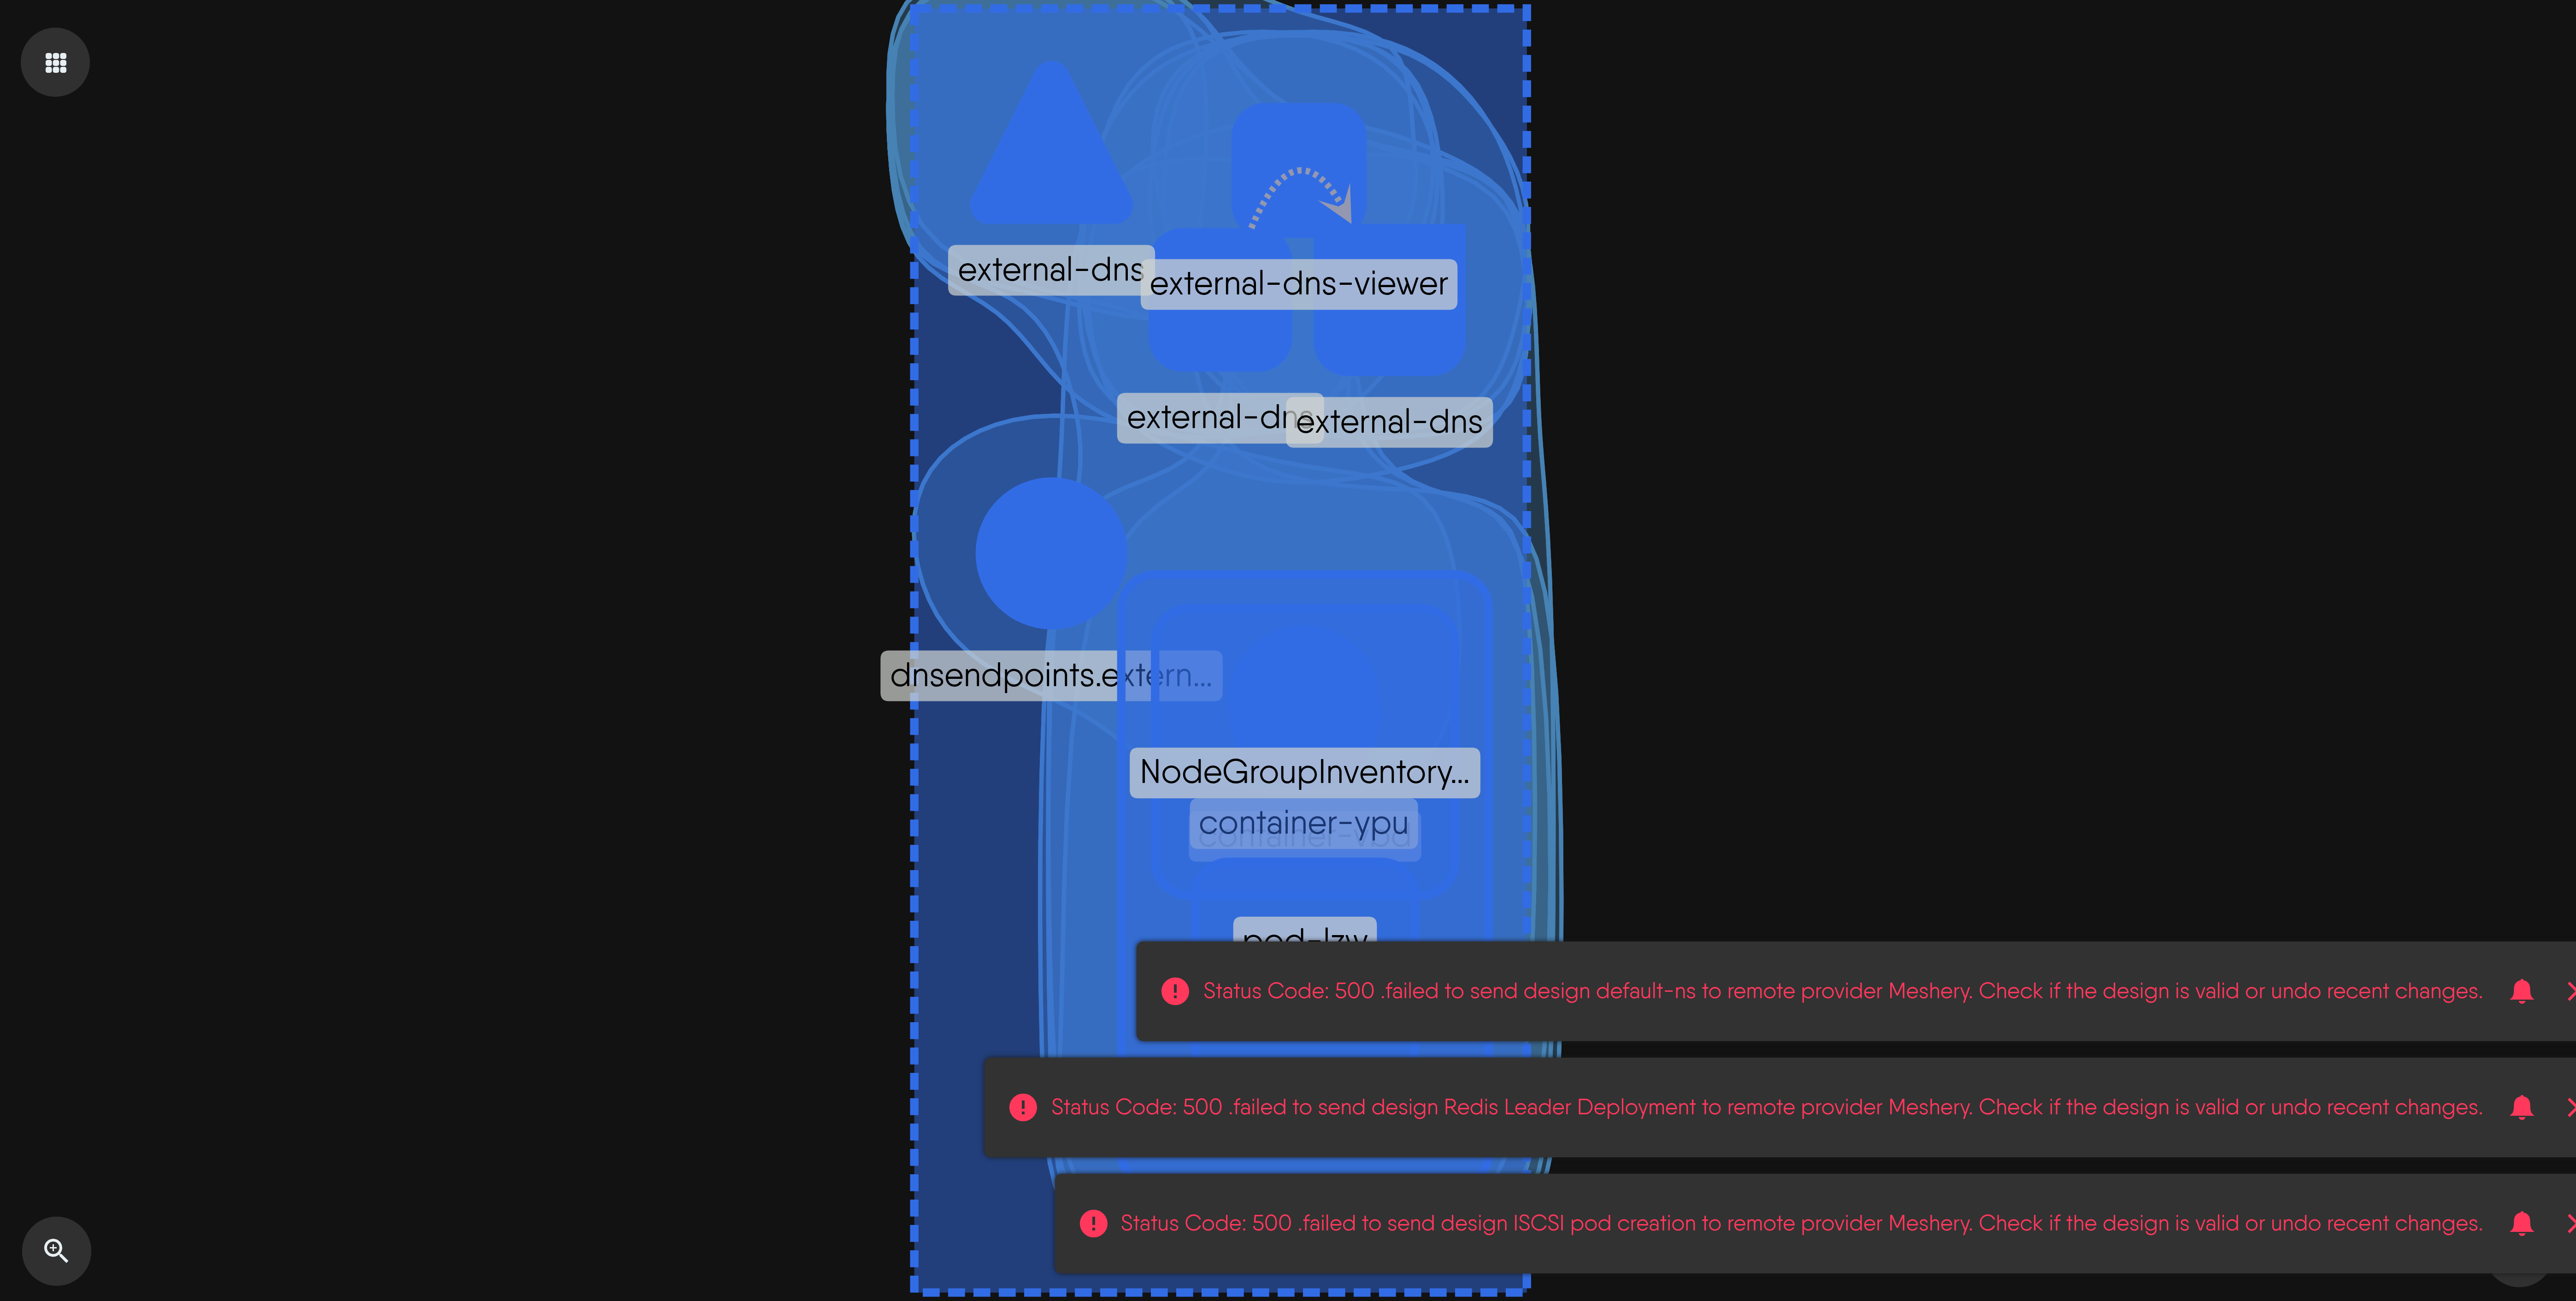 external-dns
external-dns-viewer
external-dns
external-dns
dnsendpoints.extern...
NodeGroupInventory...
container-ypu
pod-lzw
Status Code: 500 .failed to send design default-ns to remote provider Meshery. Check if the design is valid or undo recent changes.
Status Code: 500 .failed to send design Redis Leader Deployment to remote provider Meshery. Check if the design is valid or undo recent changes.
Status Code: 500 .failed to send design ISCSI pod creation to remote provider Meshery. Check if the design is valid or undo recent changes.